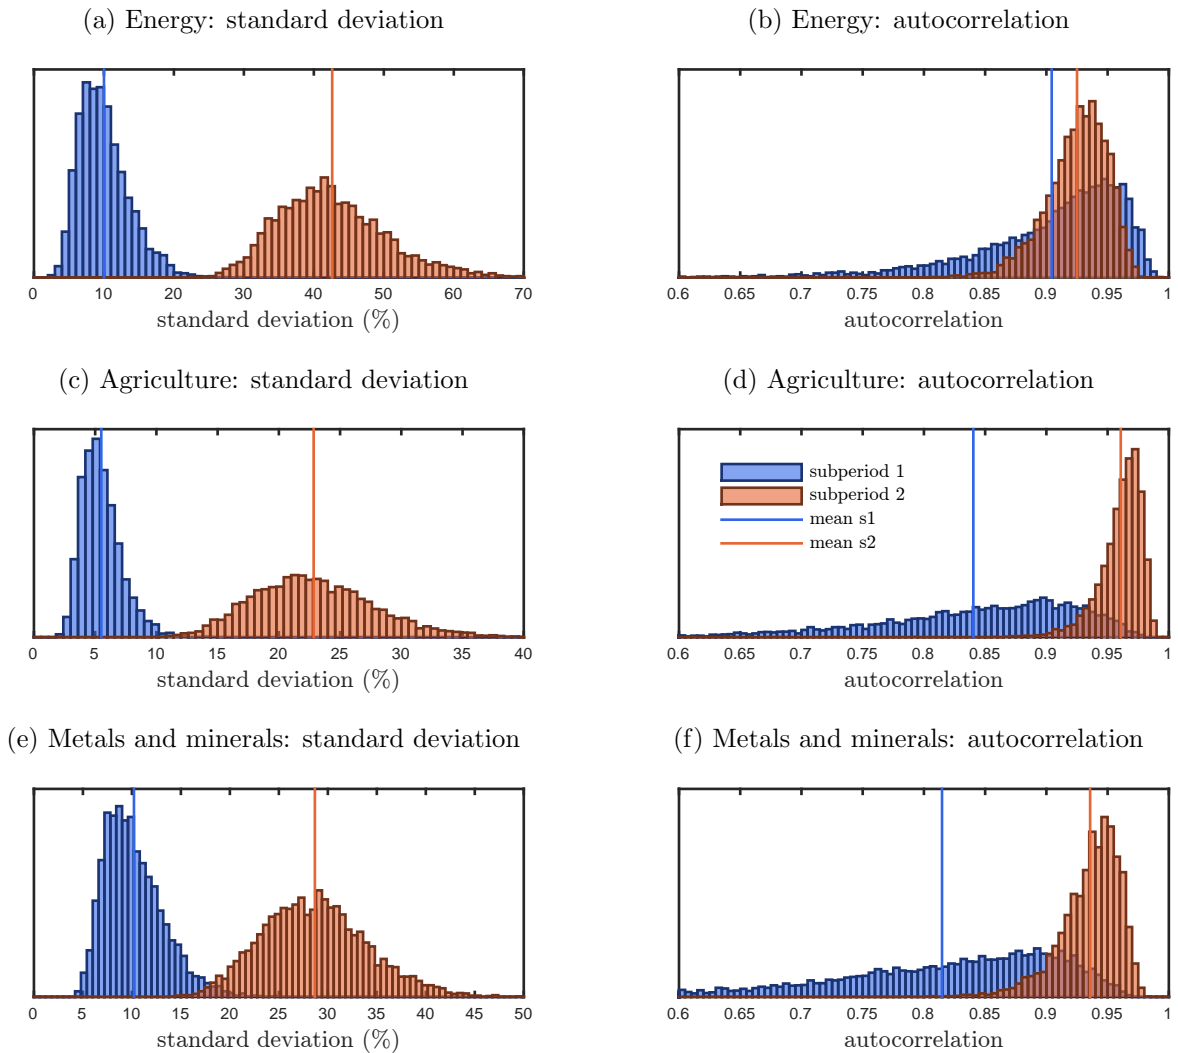 (a) Energy: standard deviation
(b) Energy: autocorrelation
0 10 20 30 40 50 60 70
0.6 0.65 0.7 0.75 0.8 0.85 0.9 0.95 1
standard deviation (%)
autocorrelation
(c) Agriculture: standard deviation
(d) Agriculture: autocorrelation
subperiod 1
subperiod 2
mean s1
mean s2
0 5 10 15 20 25 30 35 40
0.6 0.65 0.7 0.75 0.8 0.85 0.9 0.95 1
standard deviation (%)
autocorrelation
(e) Metals and minerals: standard deviation
(f) Metals and minerals: autocorrelation
0 5 10 15 20 25 30 35 40 45 50
0.6 0.65 0.7 0.75 0.8 0.85 0.9 0.95 1
standard deviation (%)
autocorrelation